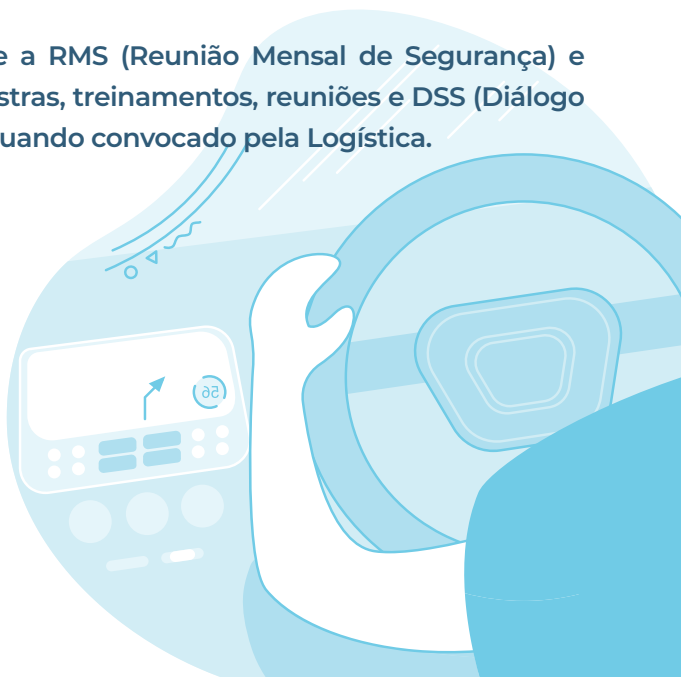 e a RMS (Reunião Mensal de Segurança) e
stras, treinamentos, reuniões e DSS (Diálogo
uando convocado pela Logística.